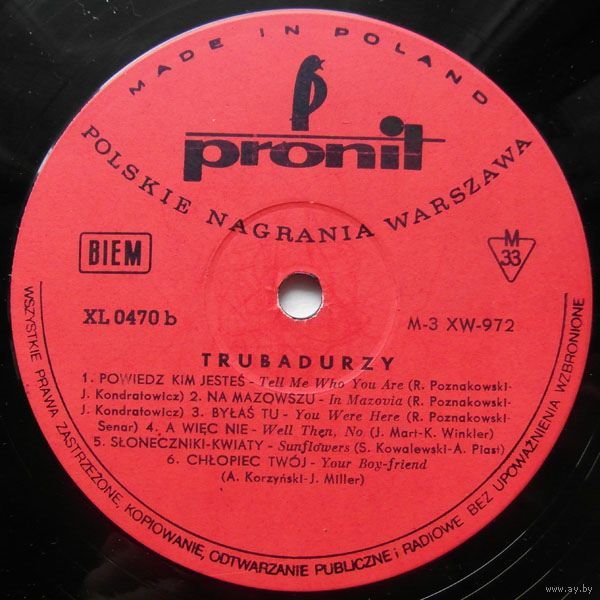 MADE IN POLAND
pronit
POLSKIE NAGRANIA WARSZAWA
BIEM
M
33
XL 0470 b
M-3 XW-972
TRUBADURZY
1. POWIEDZ KIM JESTEŚ - Tell Me Who You Are (R. Poznakowski-
J. Kondratowicz) 2. NA MAZOWSZU - In Mazovia (R. Poznakowski-
J. Kondratowicz) 3. BYŁAŚ TU - You Were Here (R. Poznakowski-
Senar) 4. A WIĘC NIE - Well Then, No (J. Mart-K. Winkler)
5. SŁONECZNIKI-KWIATY - Sunflowers (S. Kowalewski-A. Piast)
6. CHŁOPIEC TWÓJ - Your Boy-friend
(A. Korzyński-J. Miller)
WSZYSTKIE PRAWA ZASTRZEŻONE, KOPIOWANIE, ODTWARZANIE PUBLICZNE i RADIOWE BEZ UPOWAŻNIENIA WZBRONIONE
www.ay.by